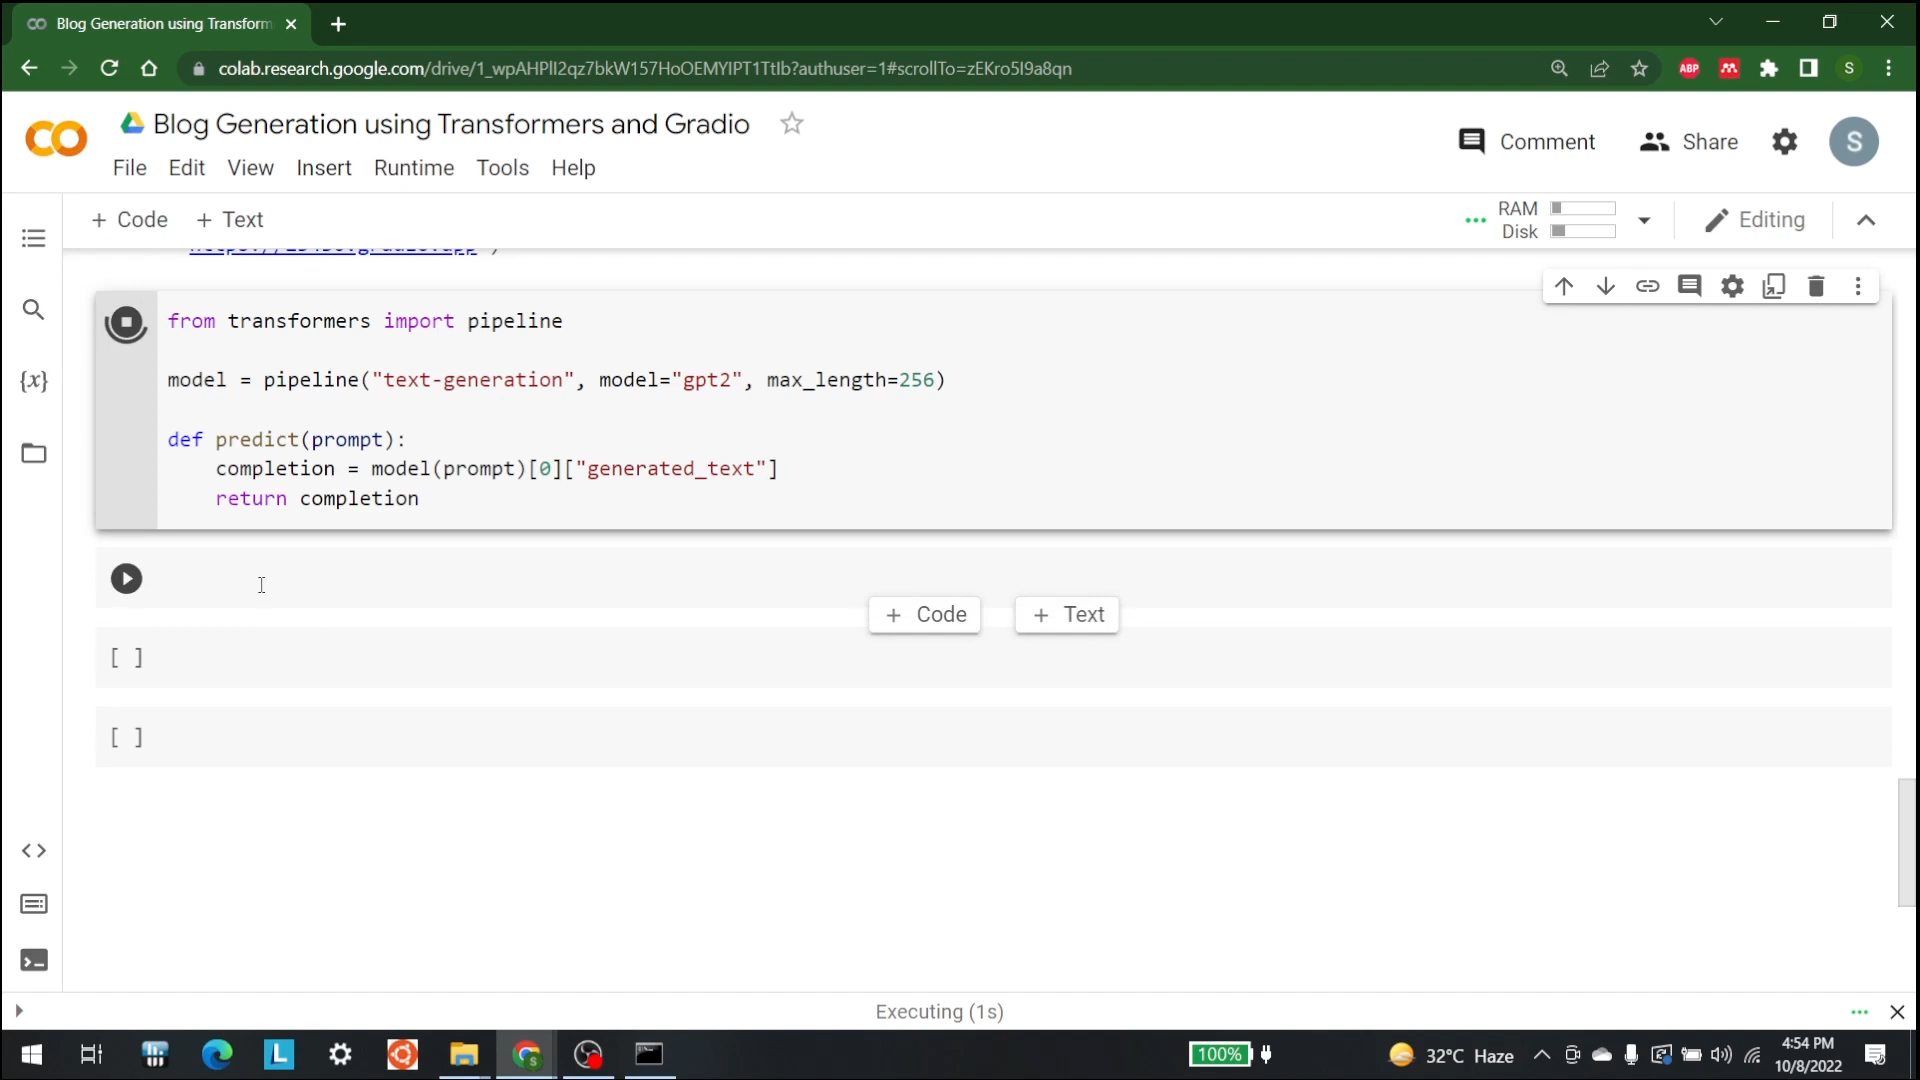 Blog Generation using Transform
colab.research.google.com/drive/1_wpAHPlI2qz7bkW157HoOEMYIPT1TtIb?authuser=1#scrollTo=zEKro5I9a8qn
ABP
S
Blog Generation using Transformers and Gradio
Comment
Share
S
File Edit View Insert Runtime Tools Help
+ Code + Text
RAM
Disk
Editing
{x}
from transformers import pipeline
model = pipeline("text-generation", model="gpt2", max_length=256)
def predict(prompt):
completion = model(prompt)[0]["generated_text"]
return completion
+ Code + Text
[ ]
[ ]
Executing (1s)
L
100%
32°C Haze
4:54 PM
10/8/2022